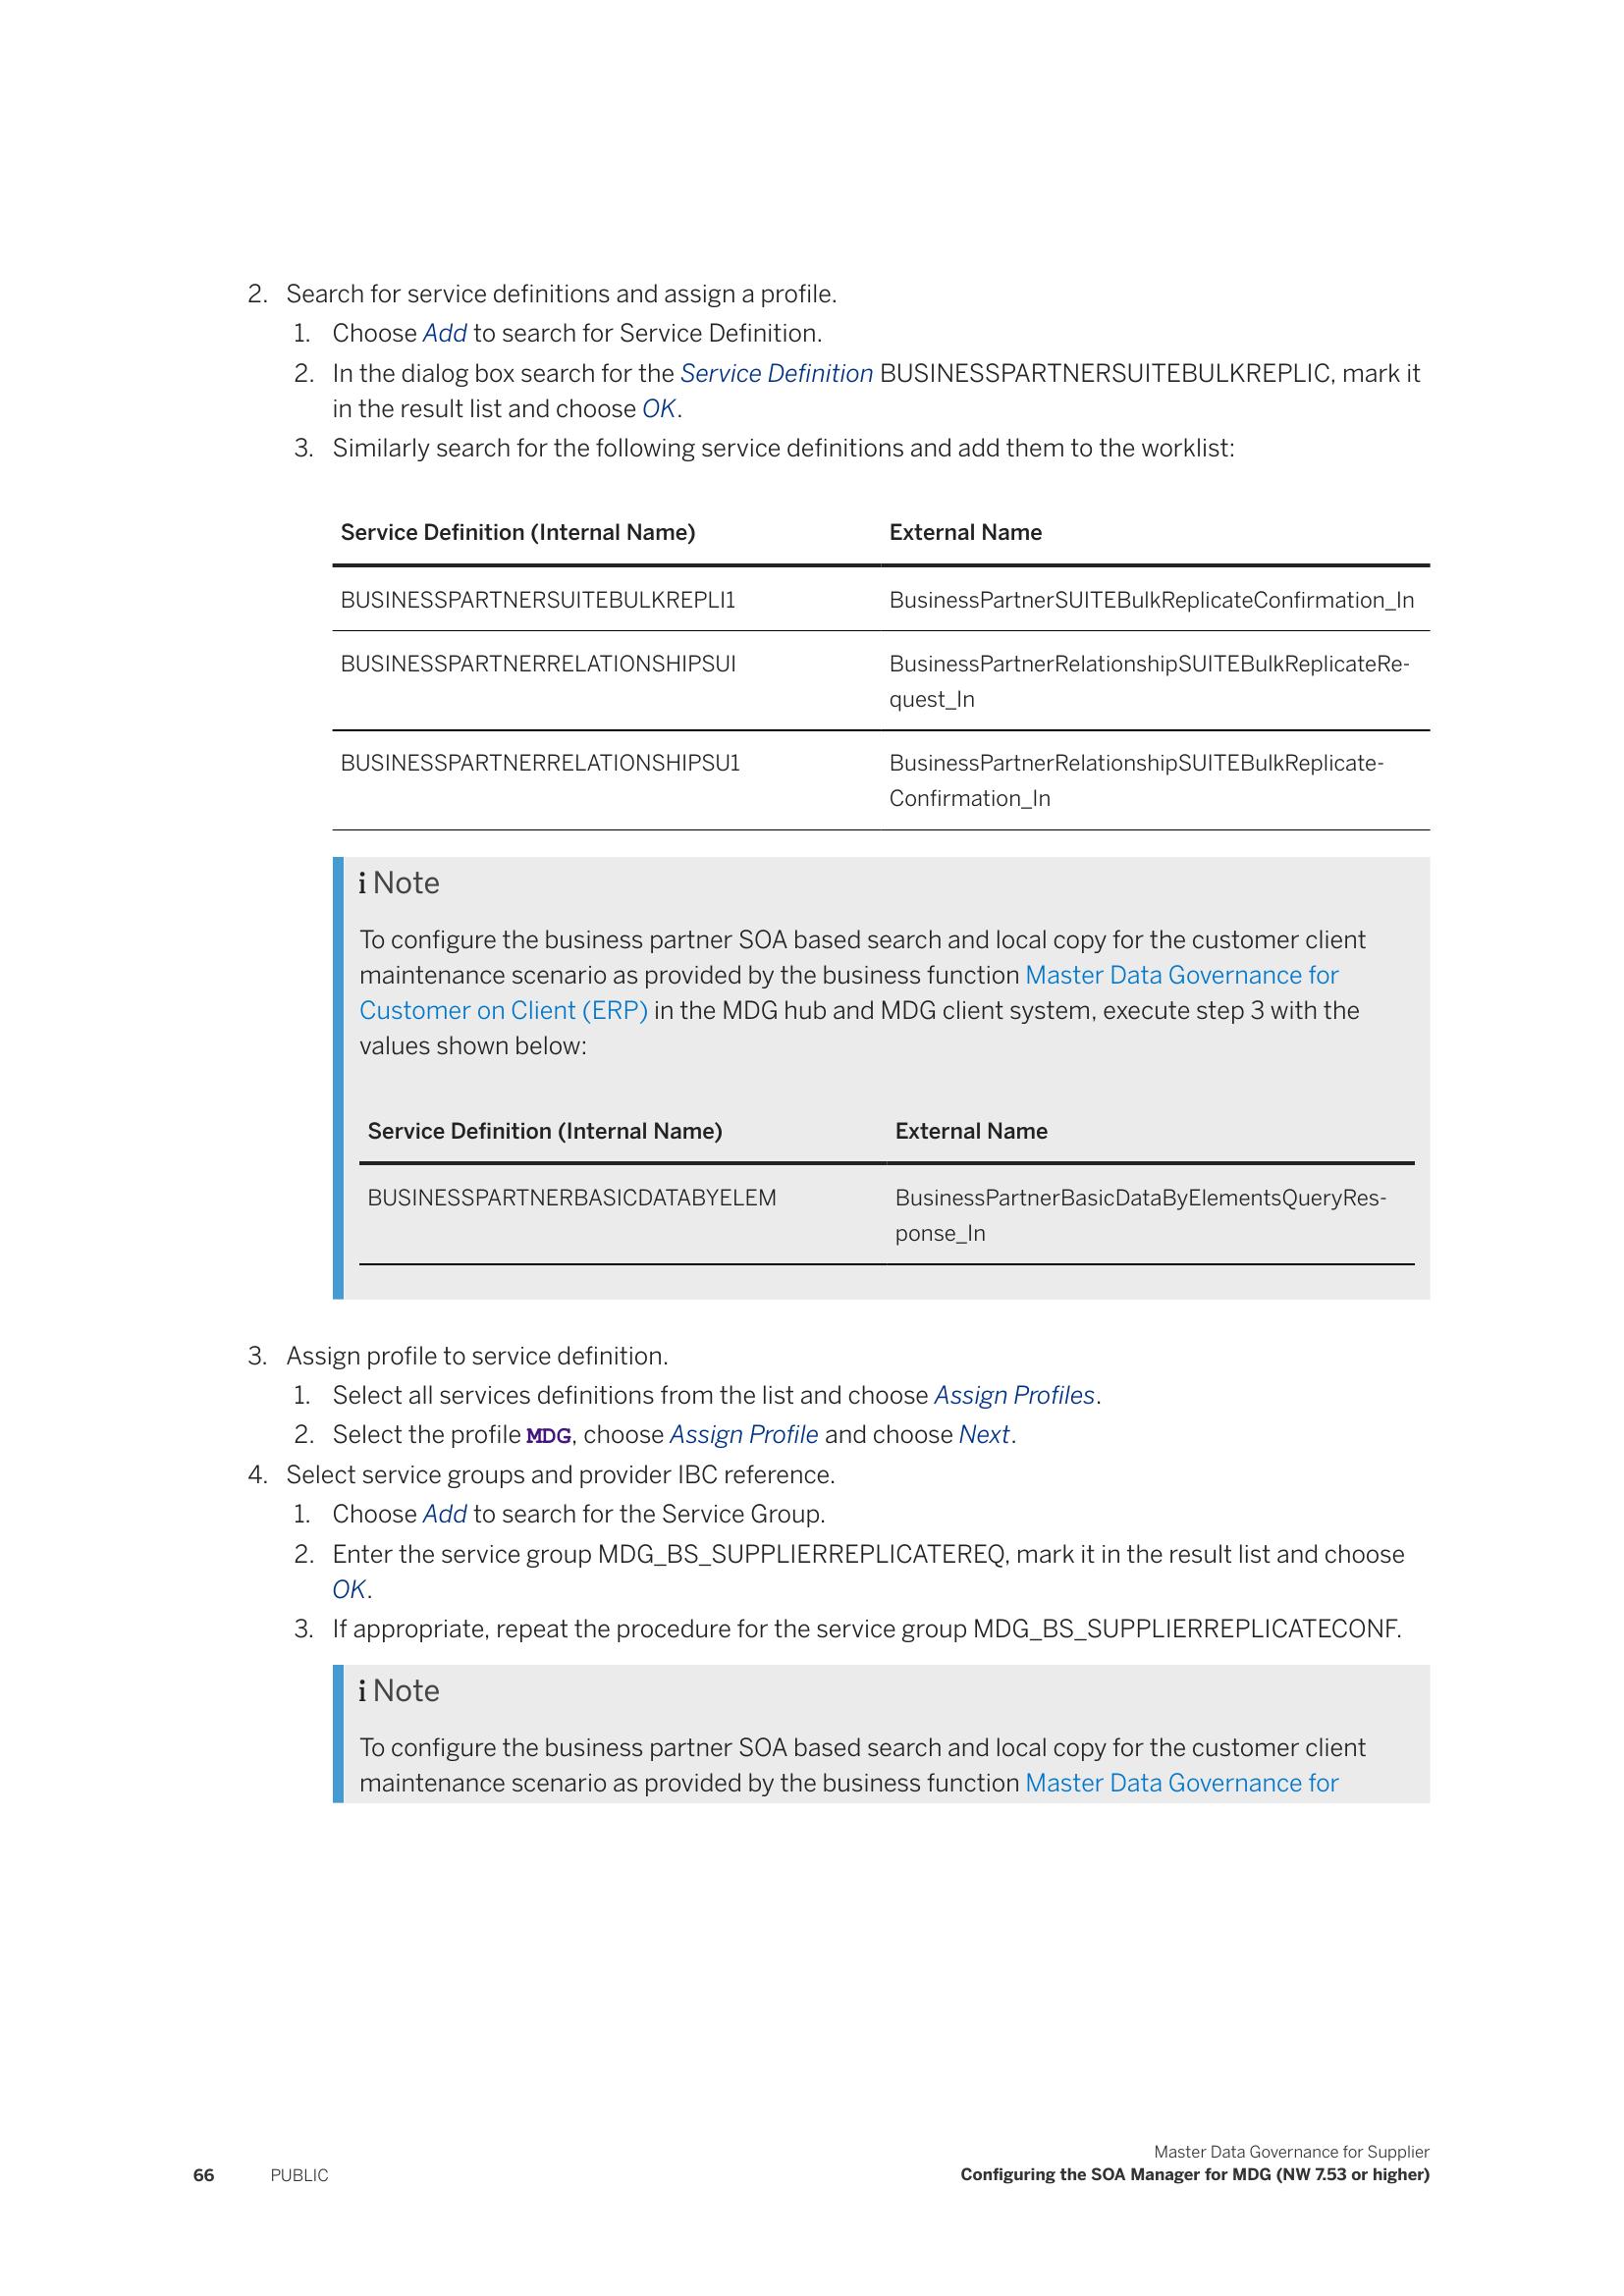 2. Search for service definitions and assign a profile.
1. Choose Add to search for Service Definition.
2. In the dialog box search for the Service Definition BUSINESSPARTNERSUITEBULKREPLIC, mark it
in the result list and choose OK.
3. Similarly search for the following service definitions and add them to the worklist:
Service Definition (Internal Name) External Name
BUSINESSPARTNERSUITEBULKREPLI1 BusinessPartnerSUITEBulkReplicateConfirmation_In
BUSINESSPARTNERRELATIONSHIPSUI BusinessPartnerRelationshipSUITEBulkReplicateRe-
quest_In
BUSINESSPARTNERRELATIONSHIPSU1 BusinessPartnerRelationshipSUITEBulkReplicate-
Confirmation_In
i Note
To configure the business partner SOA based search and local copy for the customer client
maintenance scenario as provided by the business function Master Data Governance for
Customer on Client (ERP) in the MDG hub and MDG client system, execute step 3 with the
values shown below:
Service Definition (Internal Name) External Name
BUSINESSPARTNERBASICDATABYELEM BusinessPartnerBasicDataByElementsQueryRes-
ponse_In
3. Assign profile to service definition.
1. Select all services definitions from the list and choose Assign Profiles.
2. Select the profile MDG, choose Assign Profile and choose Next.
4. Select service groups and provider IBC reference.
1. Choose Add to search for the Service Group.
2. Enter the service group MDG_BS_SUPPLIERREPLICATEREQ, mark it in the result list and choose
OK.
3. If appropriate, repeat the procedure for the service group MDG_BS_SUPPLIERREPLICATECONF.
i Note
To configure the business partner SOA based search and local copy for the customer client
maintenance scenario as provided by the business function Master Data Governance for
Master Data Governance for Supplier
66 PUBLIC Configuring the SOA Manager for MDG (NW 7.53 or higher)